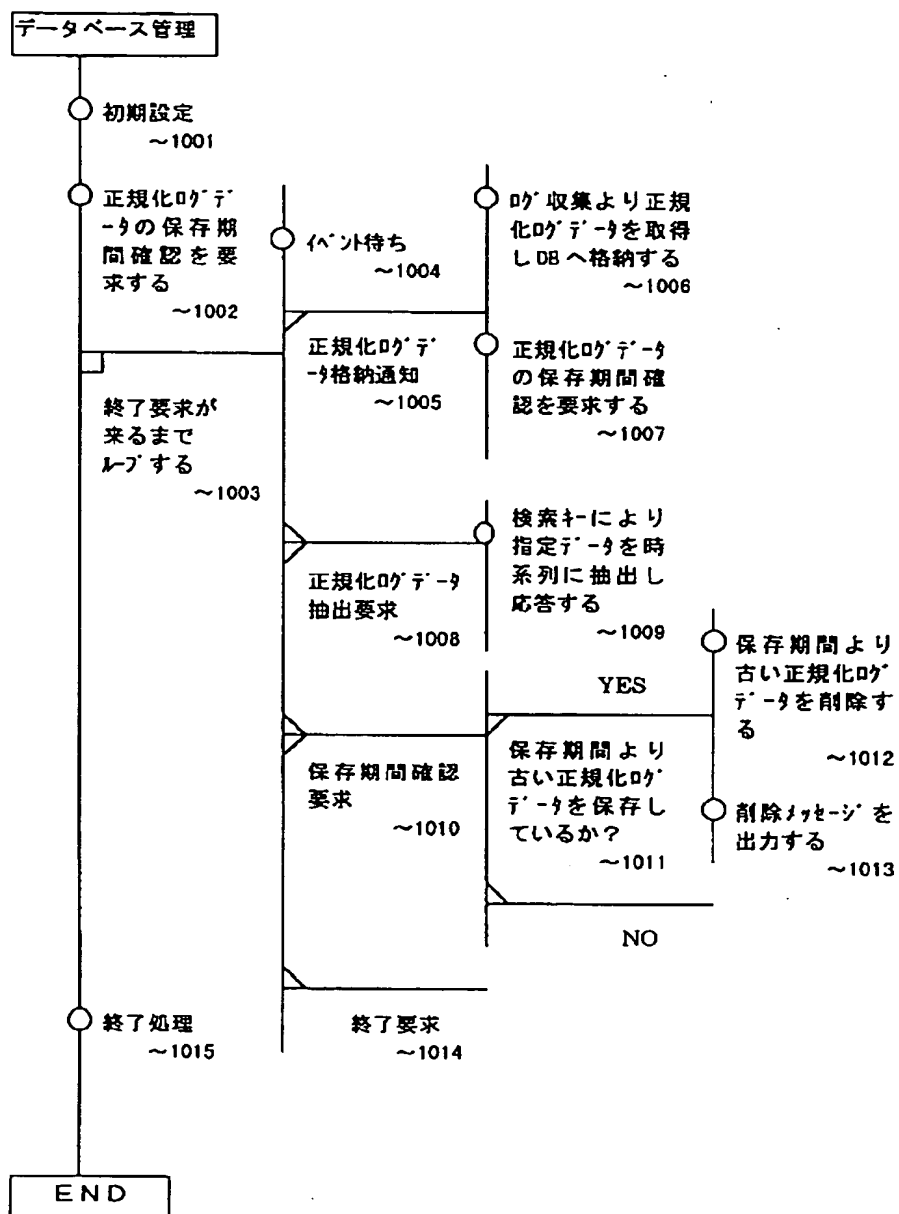 データベース管理
初期設定
~1001
正規化ログデ
ータの保存期
間確認を要
求する
~1002
終了要求が
来るまで
ループする
~1003
イベント待ち
~1004
正規化ログデ
ータ格納通知
~1005
ログ収集より正規
化ログデータを取得
しDBへ格納する
~1006
正規化ログデータ
の保存期間確
認を要求する
~1007
正規化ログデータ
抽出要求
~1008
検索キーにより
指定データを時
系列に抽出し
応答する
~1009
保存期間確認
要求
~1010
YES
保存期間より
古い正規化ログ
データを保存し
ているか?
~1011
NO
保存期間より
古い正規化ログ
データを削除す
る
~1012
削除メッセージを
出力する
~1013
終了要求
~1014
終了処理
~1015
END